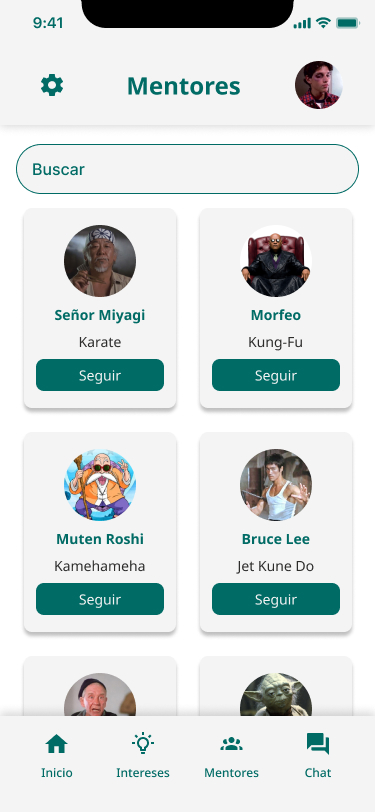 9:41
Mentores
Buscar
Señor Miyagi
Karate
Seguir
Morfeo
Kung-Fu
Seguir
Muten Roshi
Kamehameha
Seguir
Bruce Lee
Jet Kune Do
Seguir
Inicio
Intereses
Mentores
Chat